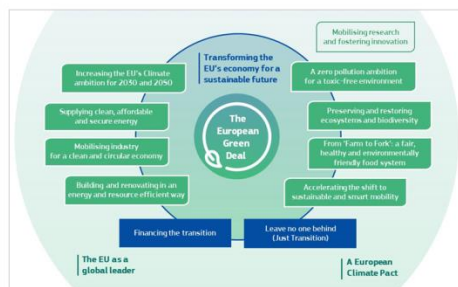 Mobilising research
and fostering innovation
Transforming the
EU's economy for a
sustainable future
Increasing the EU's Climate
ambition for 2030 and 2050
Supplying clean, affordable
and secure energy
Mobilising industry
for a clean and circular economy
Building and renovating in an
energy and resource efficient way
The
European
Green
Deal
A zero pollution ambition
for a toxic-free environment
Preserving and restoring
ecosystems and biodiversity
From 'Farm to Fork': a fair,
healthy and environmentally
friendly food system
Accelerating the shift to
sustainable and smart mobility
Financing the transition
Leave no one behind
(Just Transition)
The EU as a
global leader
A European
Climate Pact